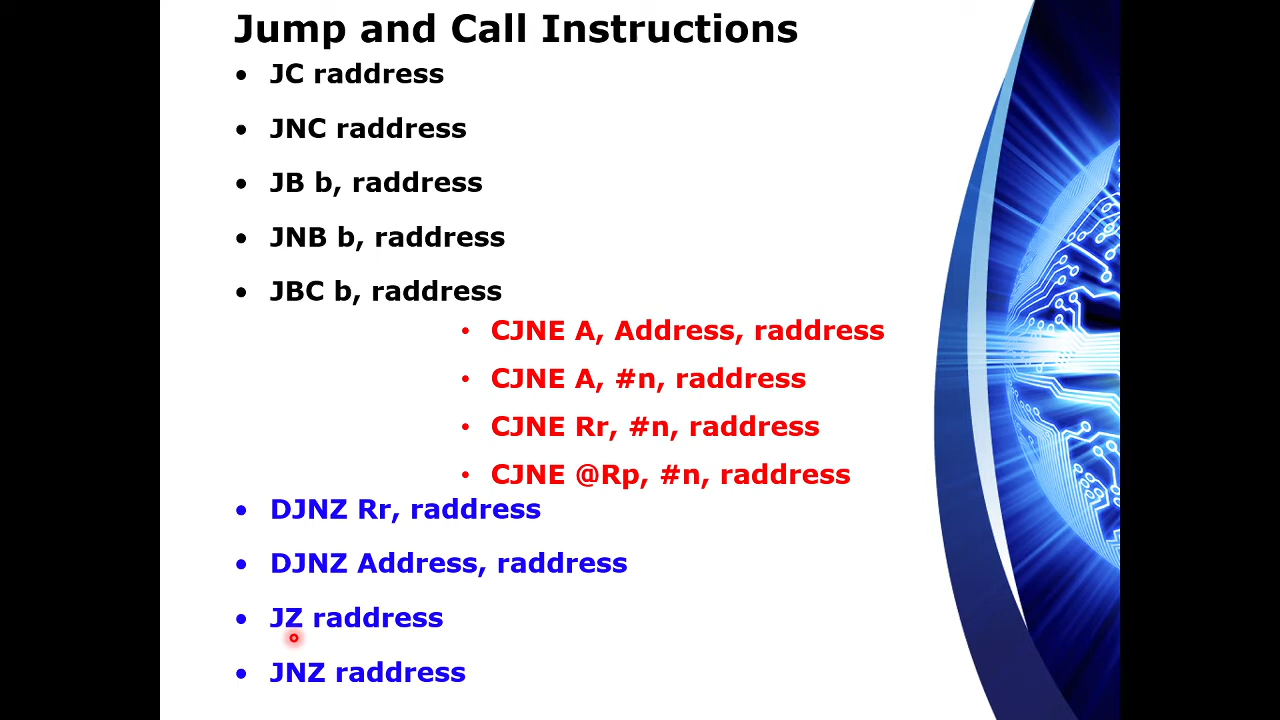 Jump and Call Instructions
• JC raddress
• JNC raddress
• JB b, raddress
• JNB b, raddress
• JBC b, raddress
• CJNE A, Address, raddress
• CJNE A, #n, raddress
• CJNE Rr, #n, raddress
• CJNE @Rp, #n, raddress
• DJNZ Rr, raddress
• DJNZ Address, raddress
• JZ raddress
• JNZ raddress